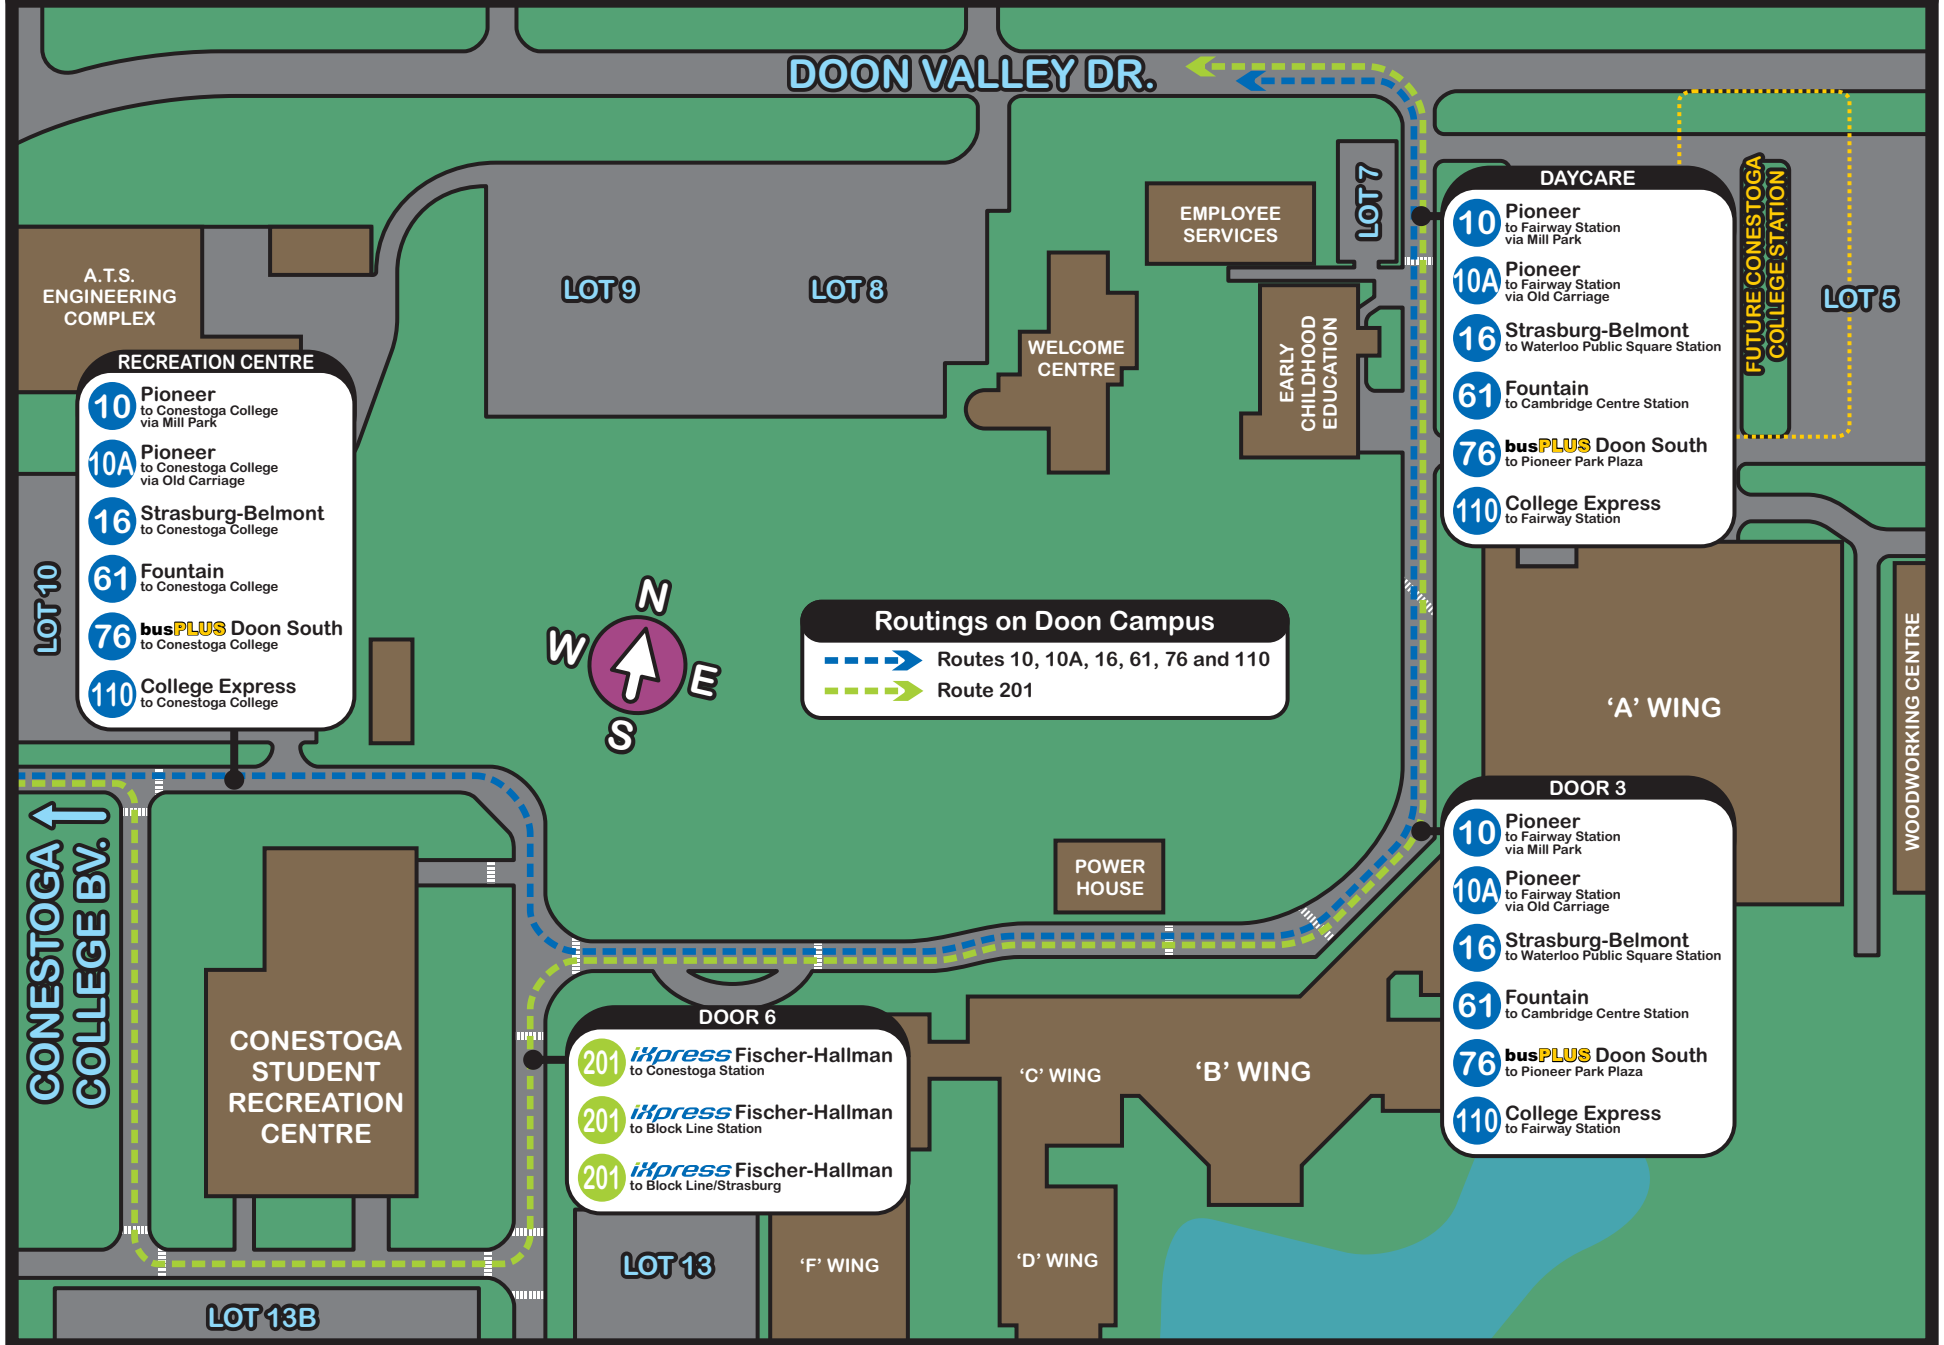 DOON VALLEY DR.
LOT 7
EMPLOYEE
SERVICES
A.T.S.
ENGINEERING
COMPLEX
LOT 9
LOT 8
WELCOME
CENTRE
EARLY
CHILDHOOD
EDUCATION
FUTURE CONESTOGA
COLLEGE STATION
LOT 5
DAYCARE
10 Pioneer
to Fairway Station
via Mill Park
10A Pioneer
to Fairway Station
via Old Carriage
16 Strasburg-Belmont
to Waterloo Public Square Station
61 Fountain
to Cambridge Centre Station
76 busPLUS Doon South
to Pioneer Park Plaza
110 College Express
to Fairway Station
RECREATION CENTRE
10 Pioneer
to Conestoga College
via Mill Park
10A Pioneer
to Conestoga College
via Old Carriage
16 Strasburg-Belmont
to Conestoga College
61 Fountain
to Conestoga College
76 busPLUS Doon South
to Conestoga College
110 College Express
to Conestoga College
LOT 10
N
W
E
S
Routings on Doon Campus
Routes 10, 10A, 16, 61, 76 and 110
Route 201
'A' WING
WOODWORKING CENTRE
DOOR 3
10 Pioneer
to Fairway Station
via Mill Park
10A Pioneer
to Fairway Station
via Old Carriage
16 Strasburg-Belmont
to Waterloo Public Square Station
61 Fountain
to Cambridge Centre Station
76 busPLUS Doon South
to Pioneer Park Plaza
110 College Express
to Fairway Station
POWER
HOUSE
CONESTOGA
COLLEGE BV.
CONESTOGA
STUDENT
RECREATION
CENTRE
DOOR 6
201 iXpress Fischer-Hallman
to Conestoga Station
201 iXpress Fischer-Hallman
to Block Line Station
201 iXpress Fischer-Hallman
to Block Line/Strasburg
'C' WING
'B' WING
LOT 13
'F' WING
'D' WING
LOT 13B